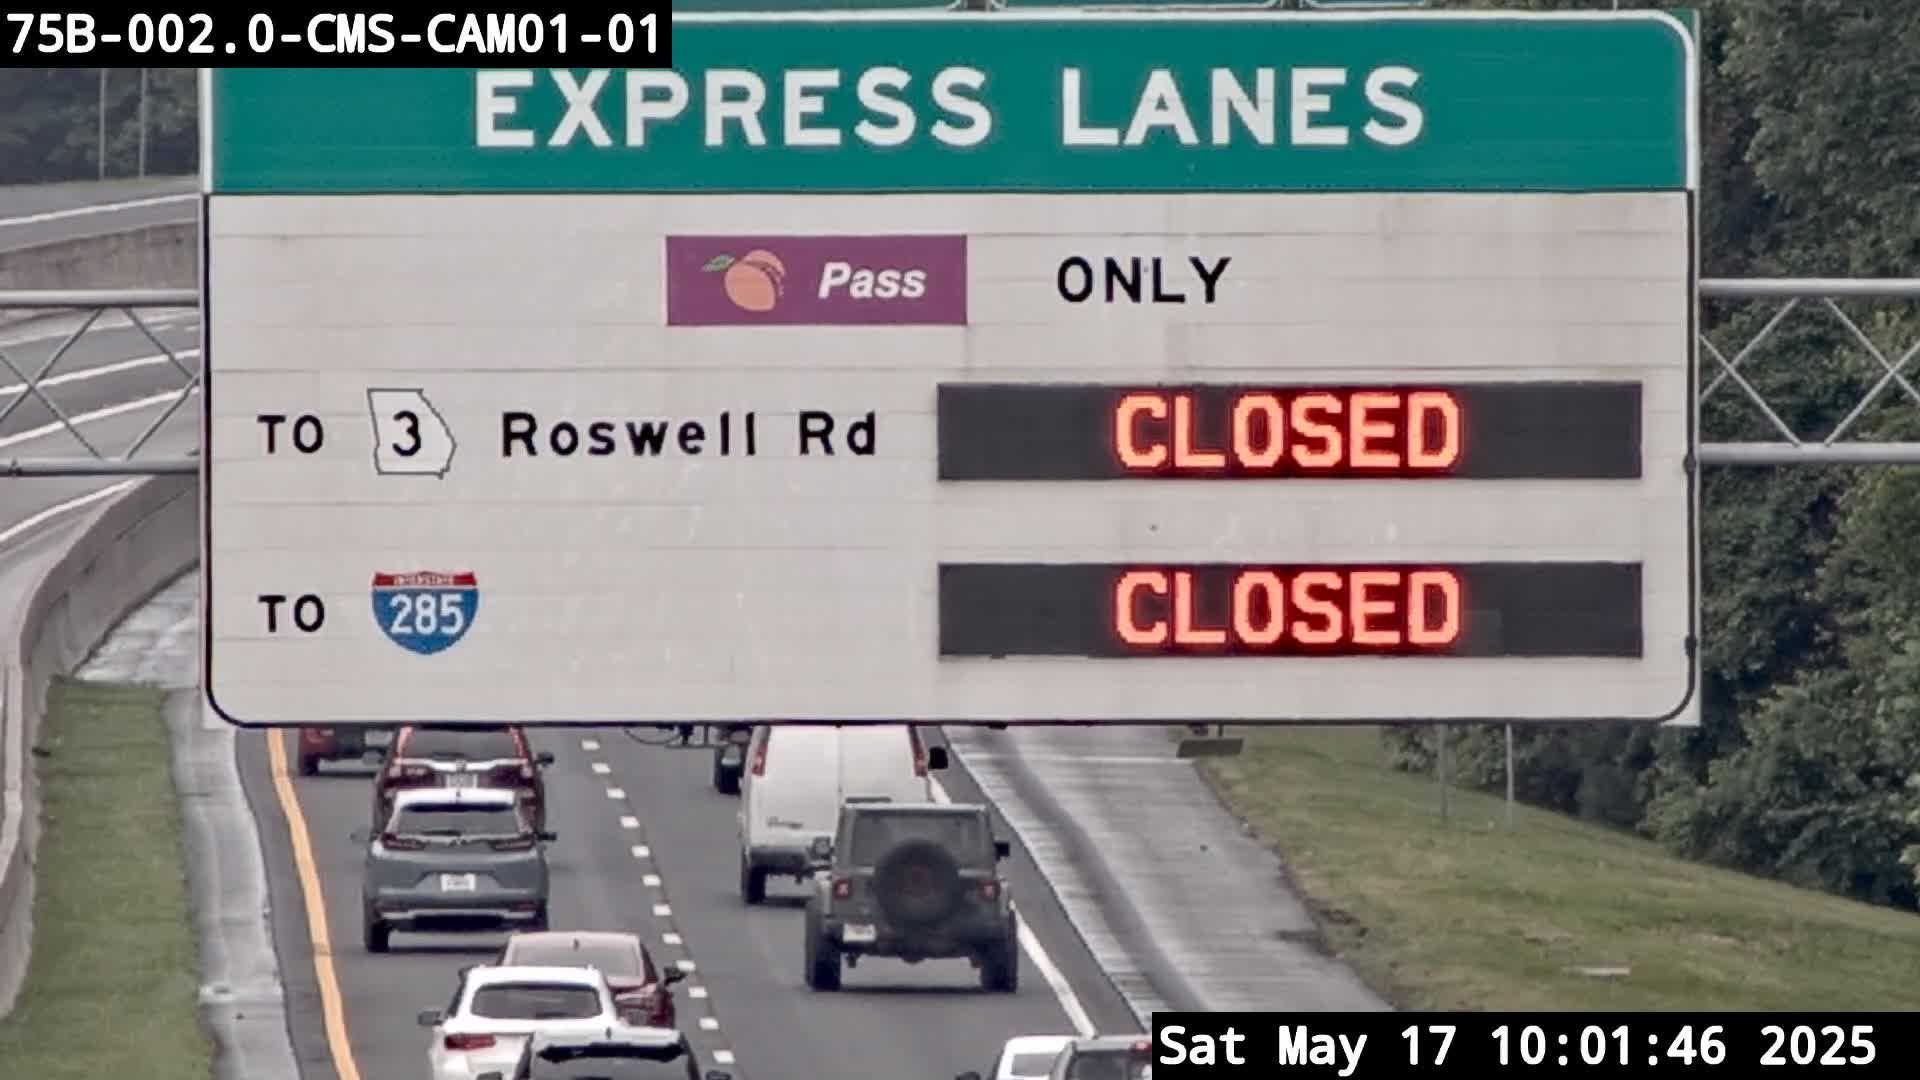 75B-002.0-CMS-CAM01-01
EXPRESS LANES
Pass ONLY
TO 3 Roswell Rd CLOSED
INTERSTATE
TO 285 CLOSED
Sat May 17 10:01:46 2025